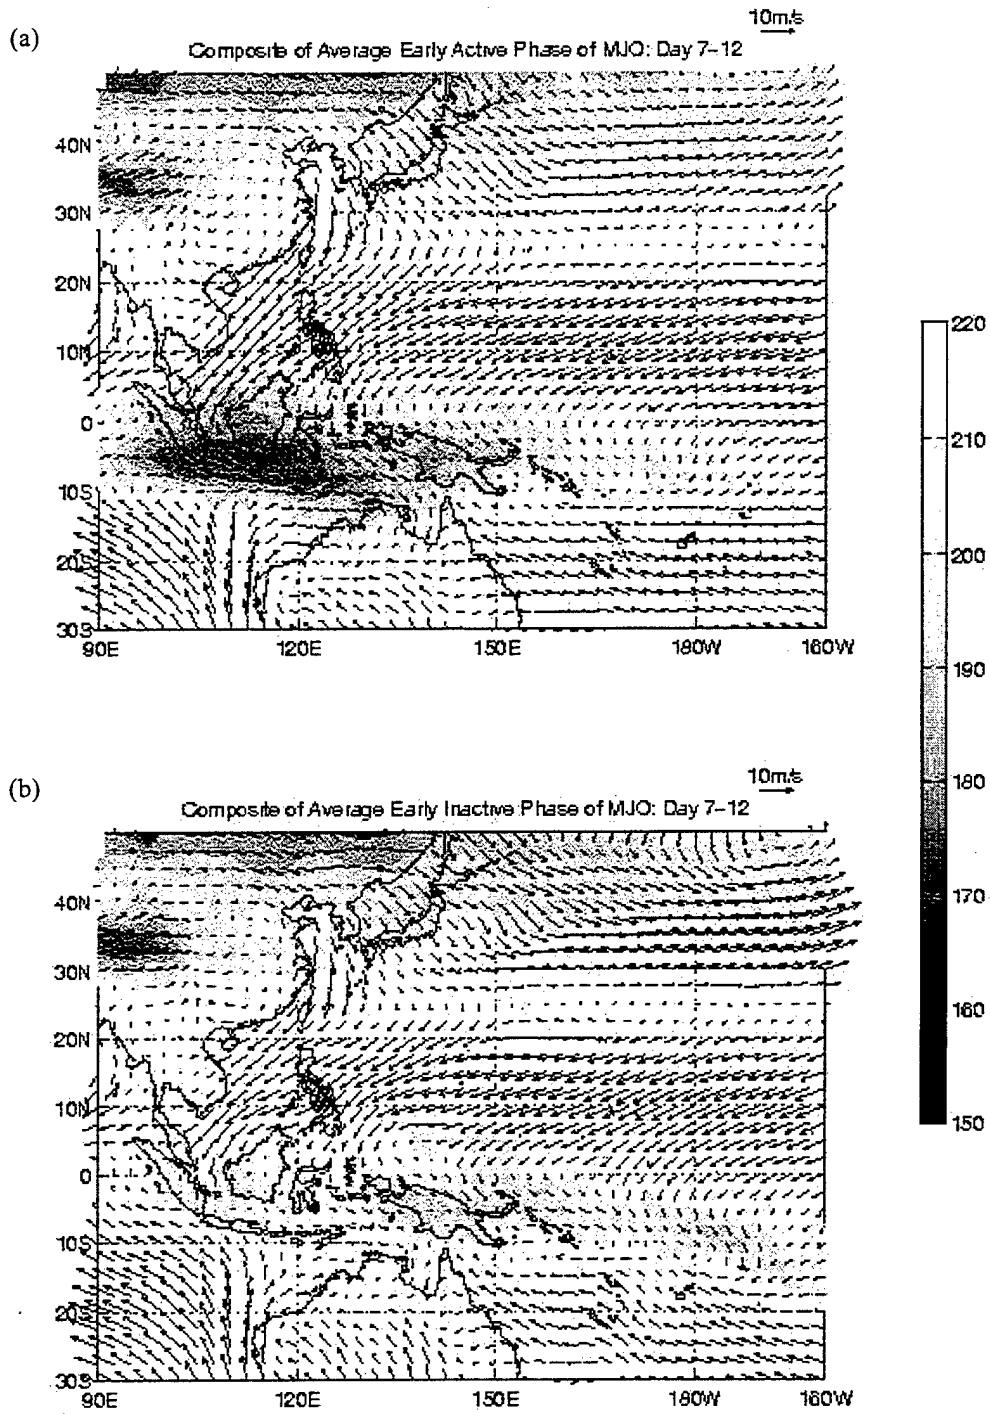 (a)
10m/s
Composite of Average Early Active Phase of MJO: Day 7-12
40N
30N
20N
10N
0
10S
20S
30S
90E 120E 150E 180W 160W
220
210
200
190
180
170
160
150
(b)
10m/s
Composite of Average Early Inactive Phase of MJO: Day 7-12
40N
30N
20N
10N
0
10S
20S
30S
90E 120E 150E 180W 160W